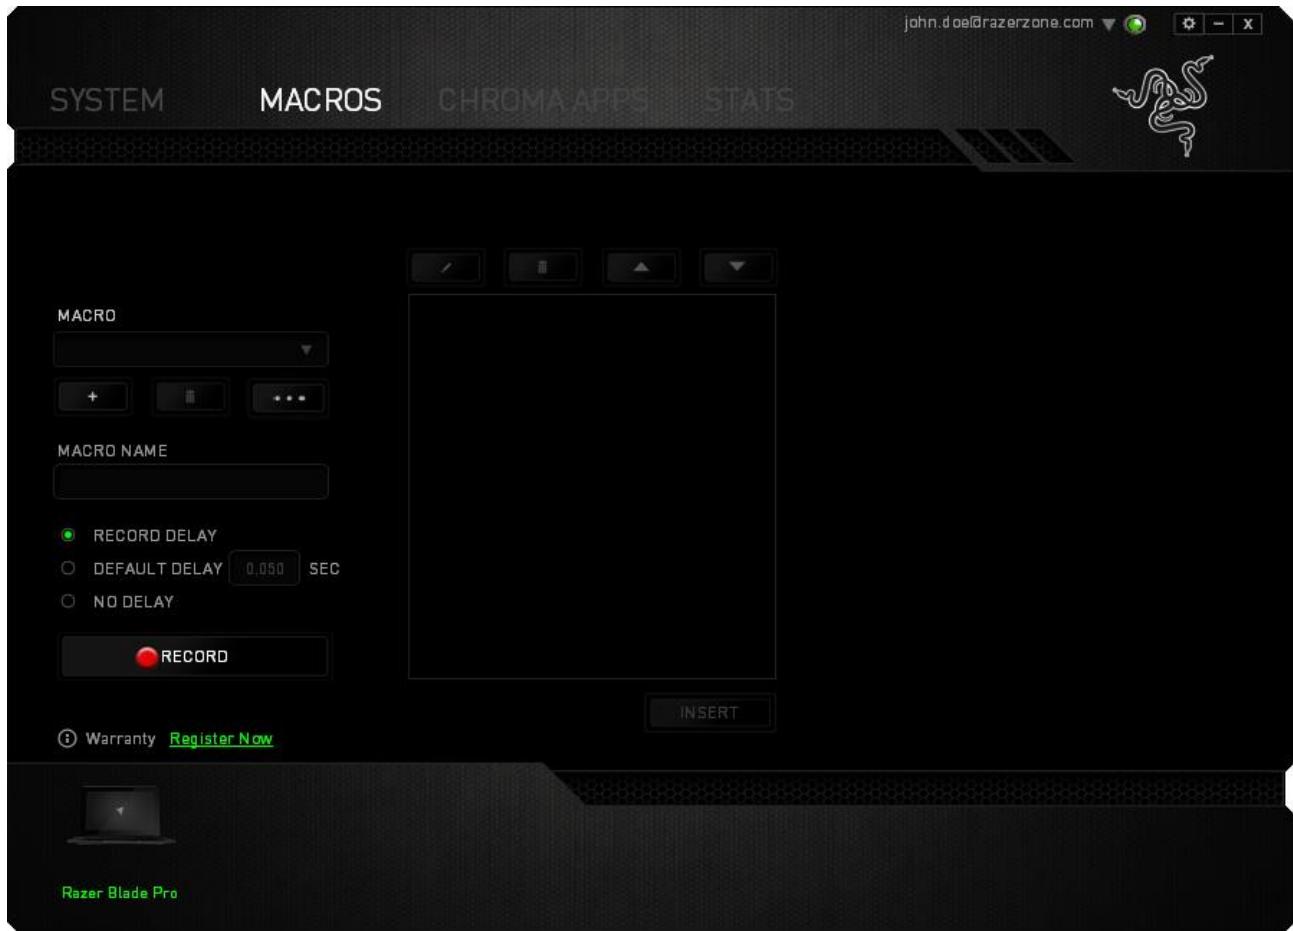 john.doe@razerzone.com
SYSTEM MACROS CHROMA APPS STATS
MACRO
MACRO NAME
RECORD DELAY
DEFAULT DELAY 0.050 SEC
NO DELAY
RECORD
INSERT
Warranty Register Now
Razer Blade Pro